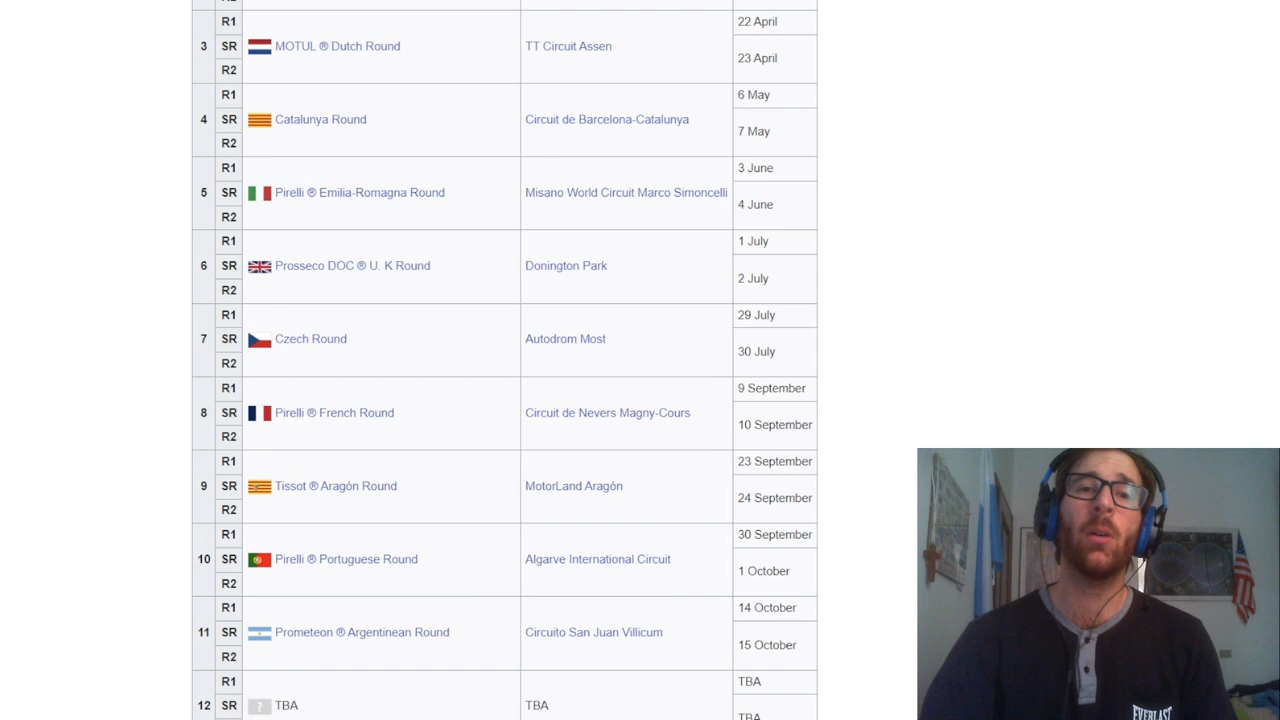 R1 22 April
3 SR MOTUL ® Dutch Round TT Circuit Assen 23 April
R2
R1 6 May
4 SR Catalunya Round Circuit de Barcelona-Catalunya 7 May
R2
R1 3 June
5 SR Pirelli ® Emilia-Romagna Round Misano World Circuit Marco Simoncelli 4 June
R2
R1 1 July
6 SR Prosseco DOC ® U. K Round Donington Park 2 July
R2
R1 29 July
7 SR Czech Round Autodrom Most 30 July
R2
R1 9 September
8 SR Pirelli ® French Round Circuit de Nevers Magny-Cours 10 September
R2
R1 23 September
9 SR Tissot ® Aragón Round MotorLand Aragón 24 September
R2
R1 30 September
10 SR Pirelli ® Portuguese Round Algarve International Circuit 1 October
R2
R1 14 October
11 SR Prometeon ® Argentinean Round Circuito San Juan Villicum 15 October
R2
R1 TBA
12 SR ? TBA TBA TBA
EVERLAST